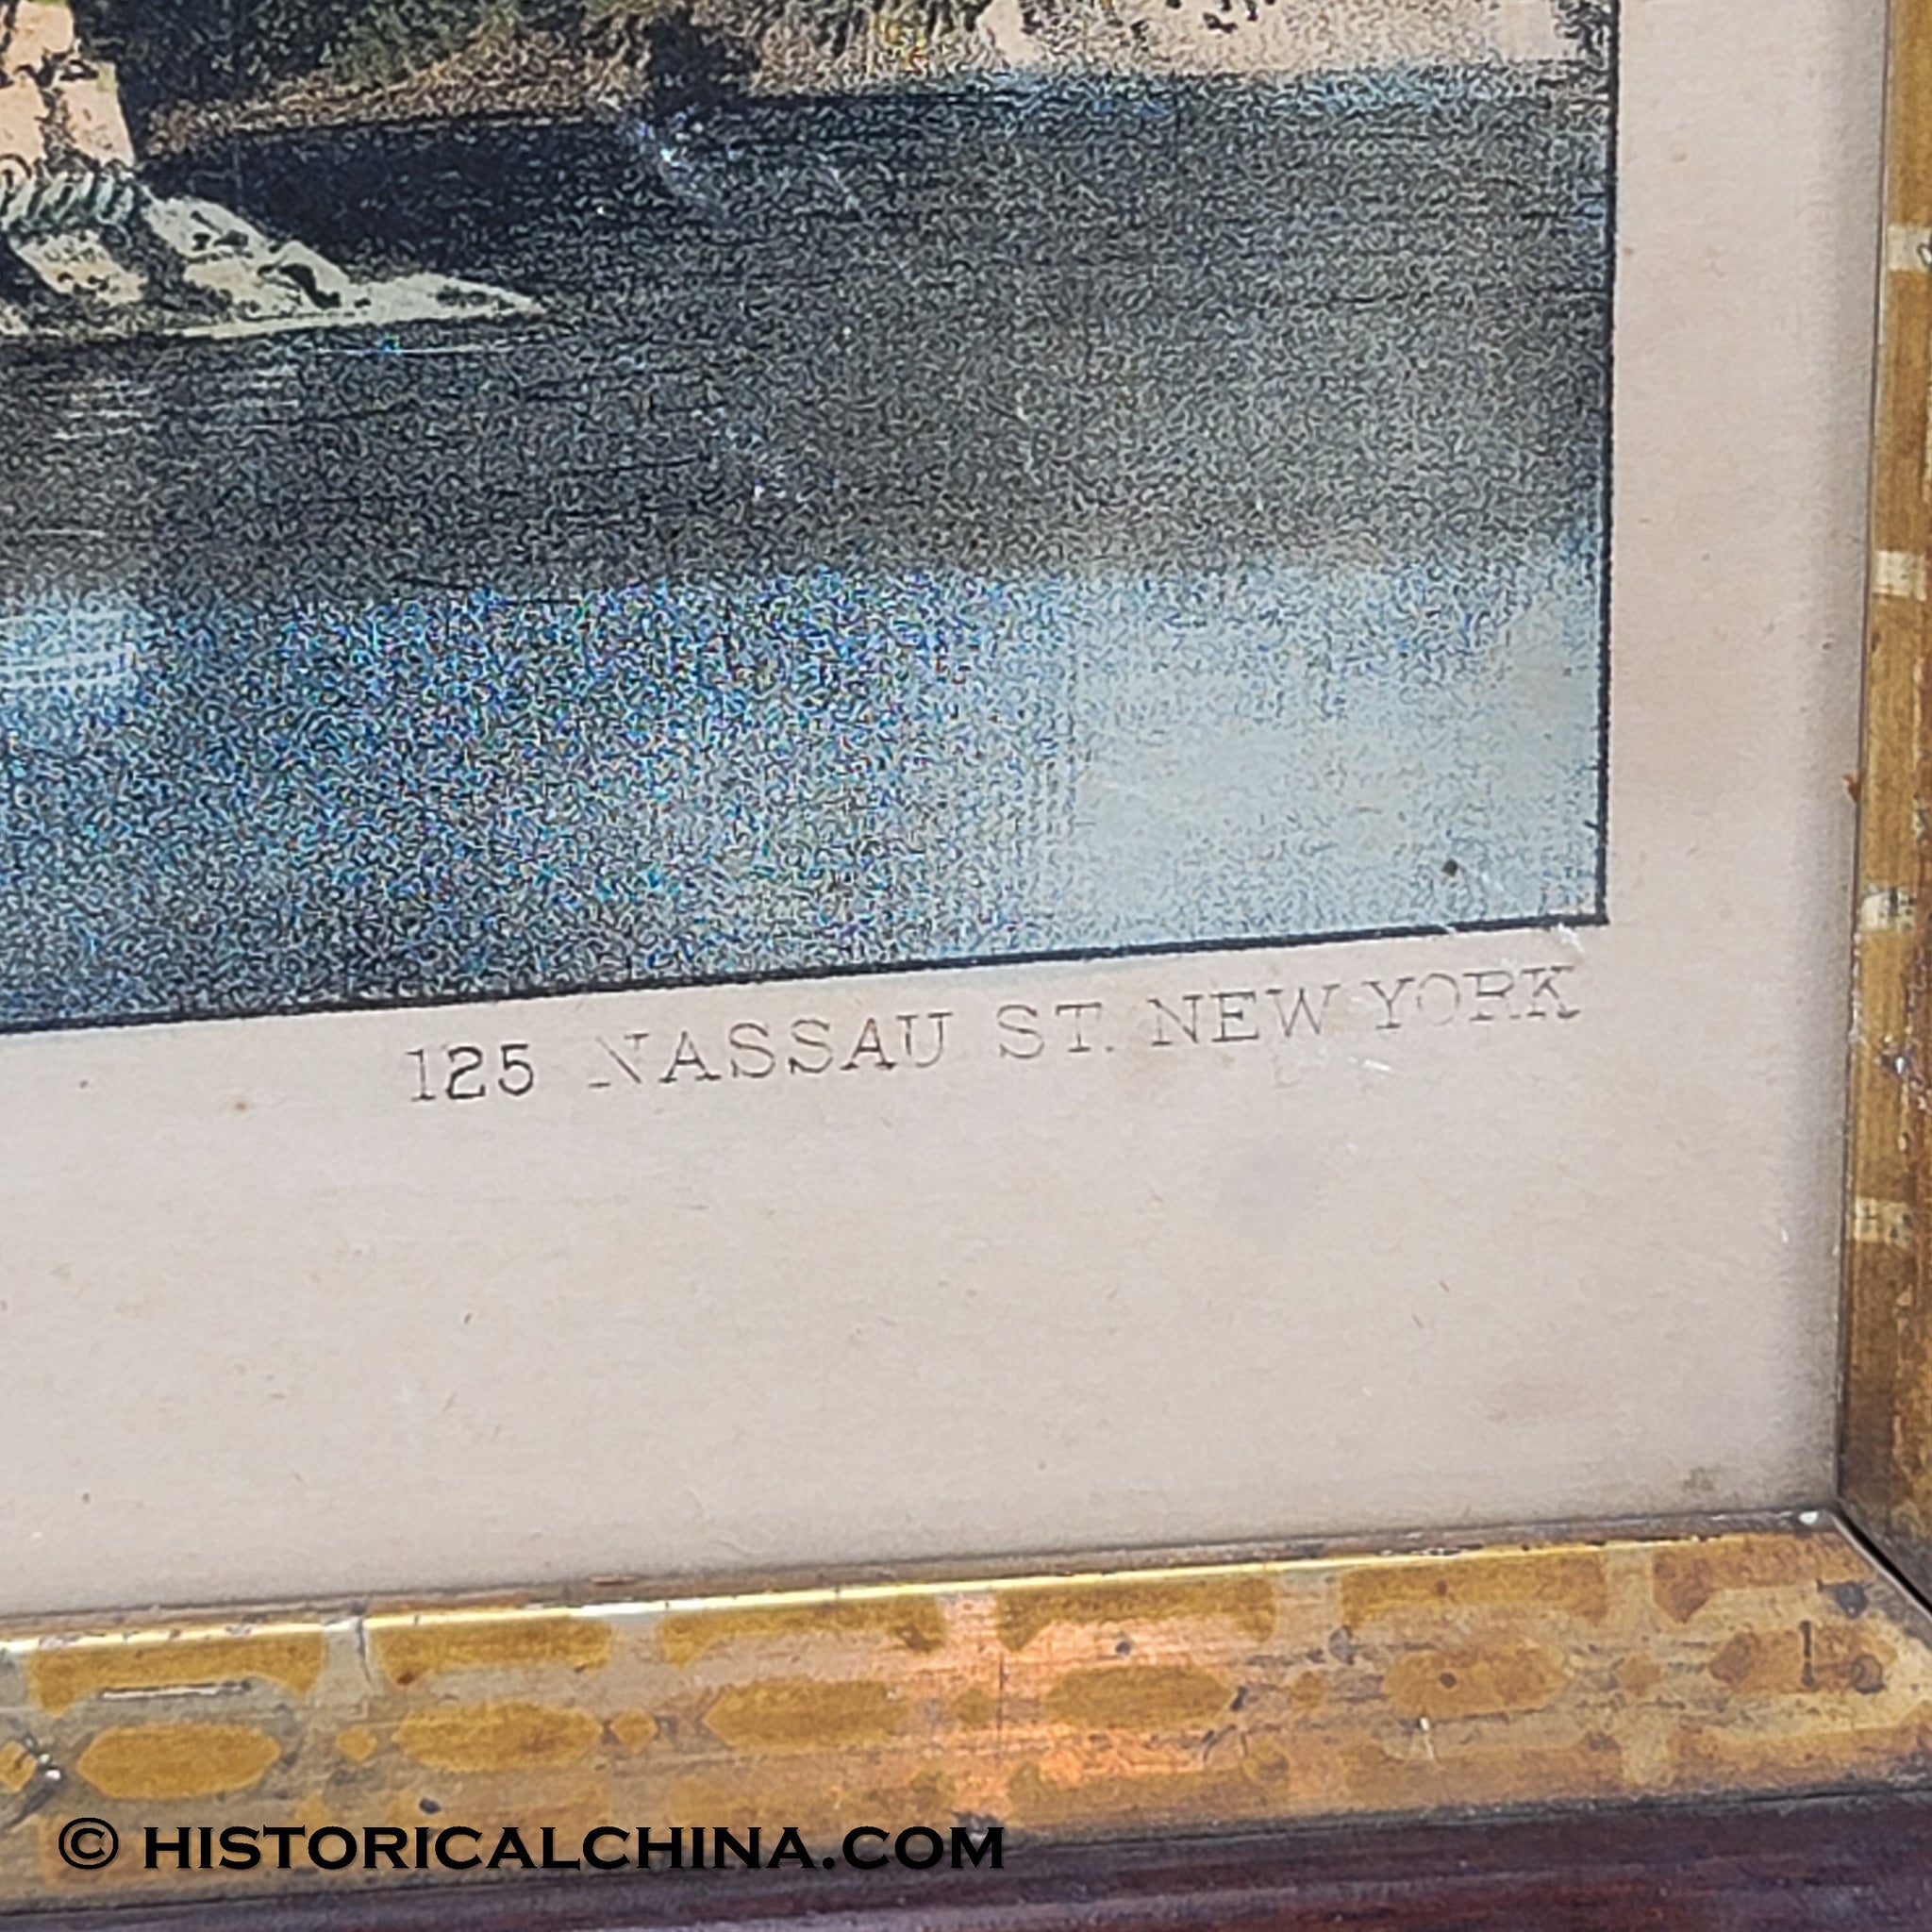 125 NASSAU ST. NEW YORK
© HISTORICALCHINA.COM